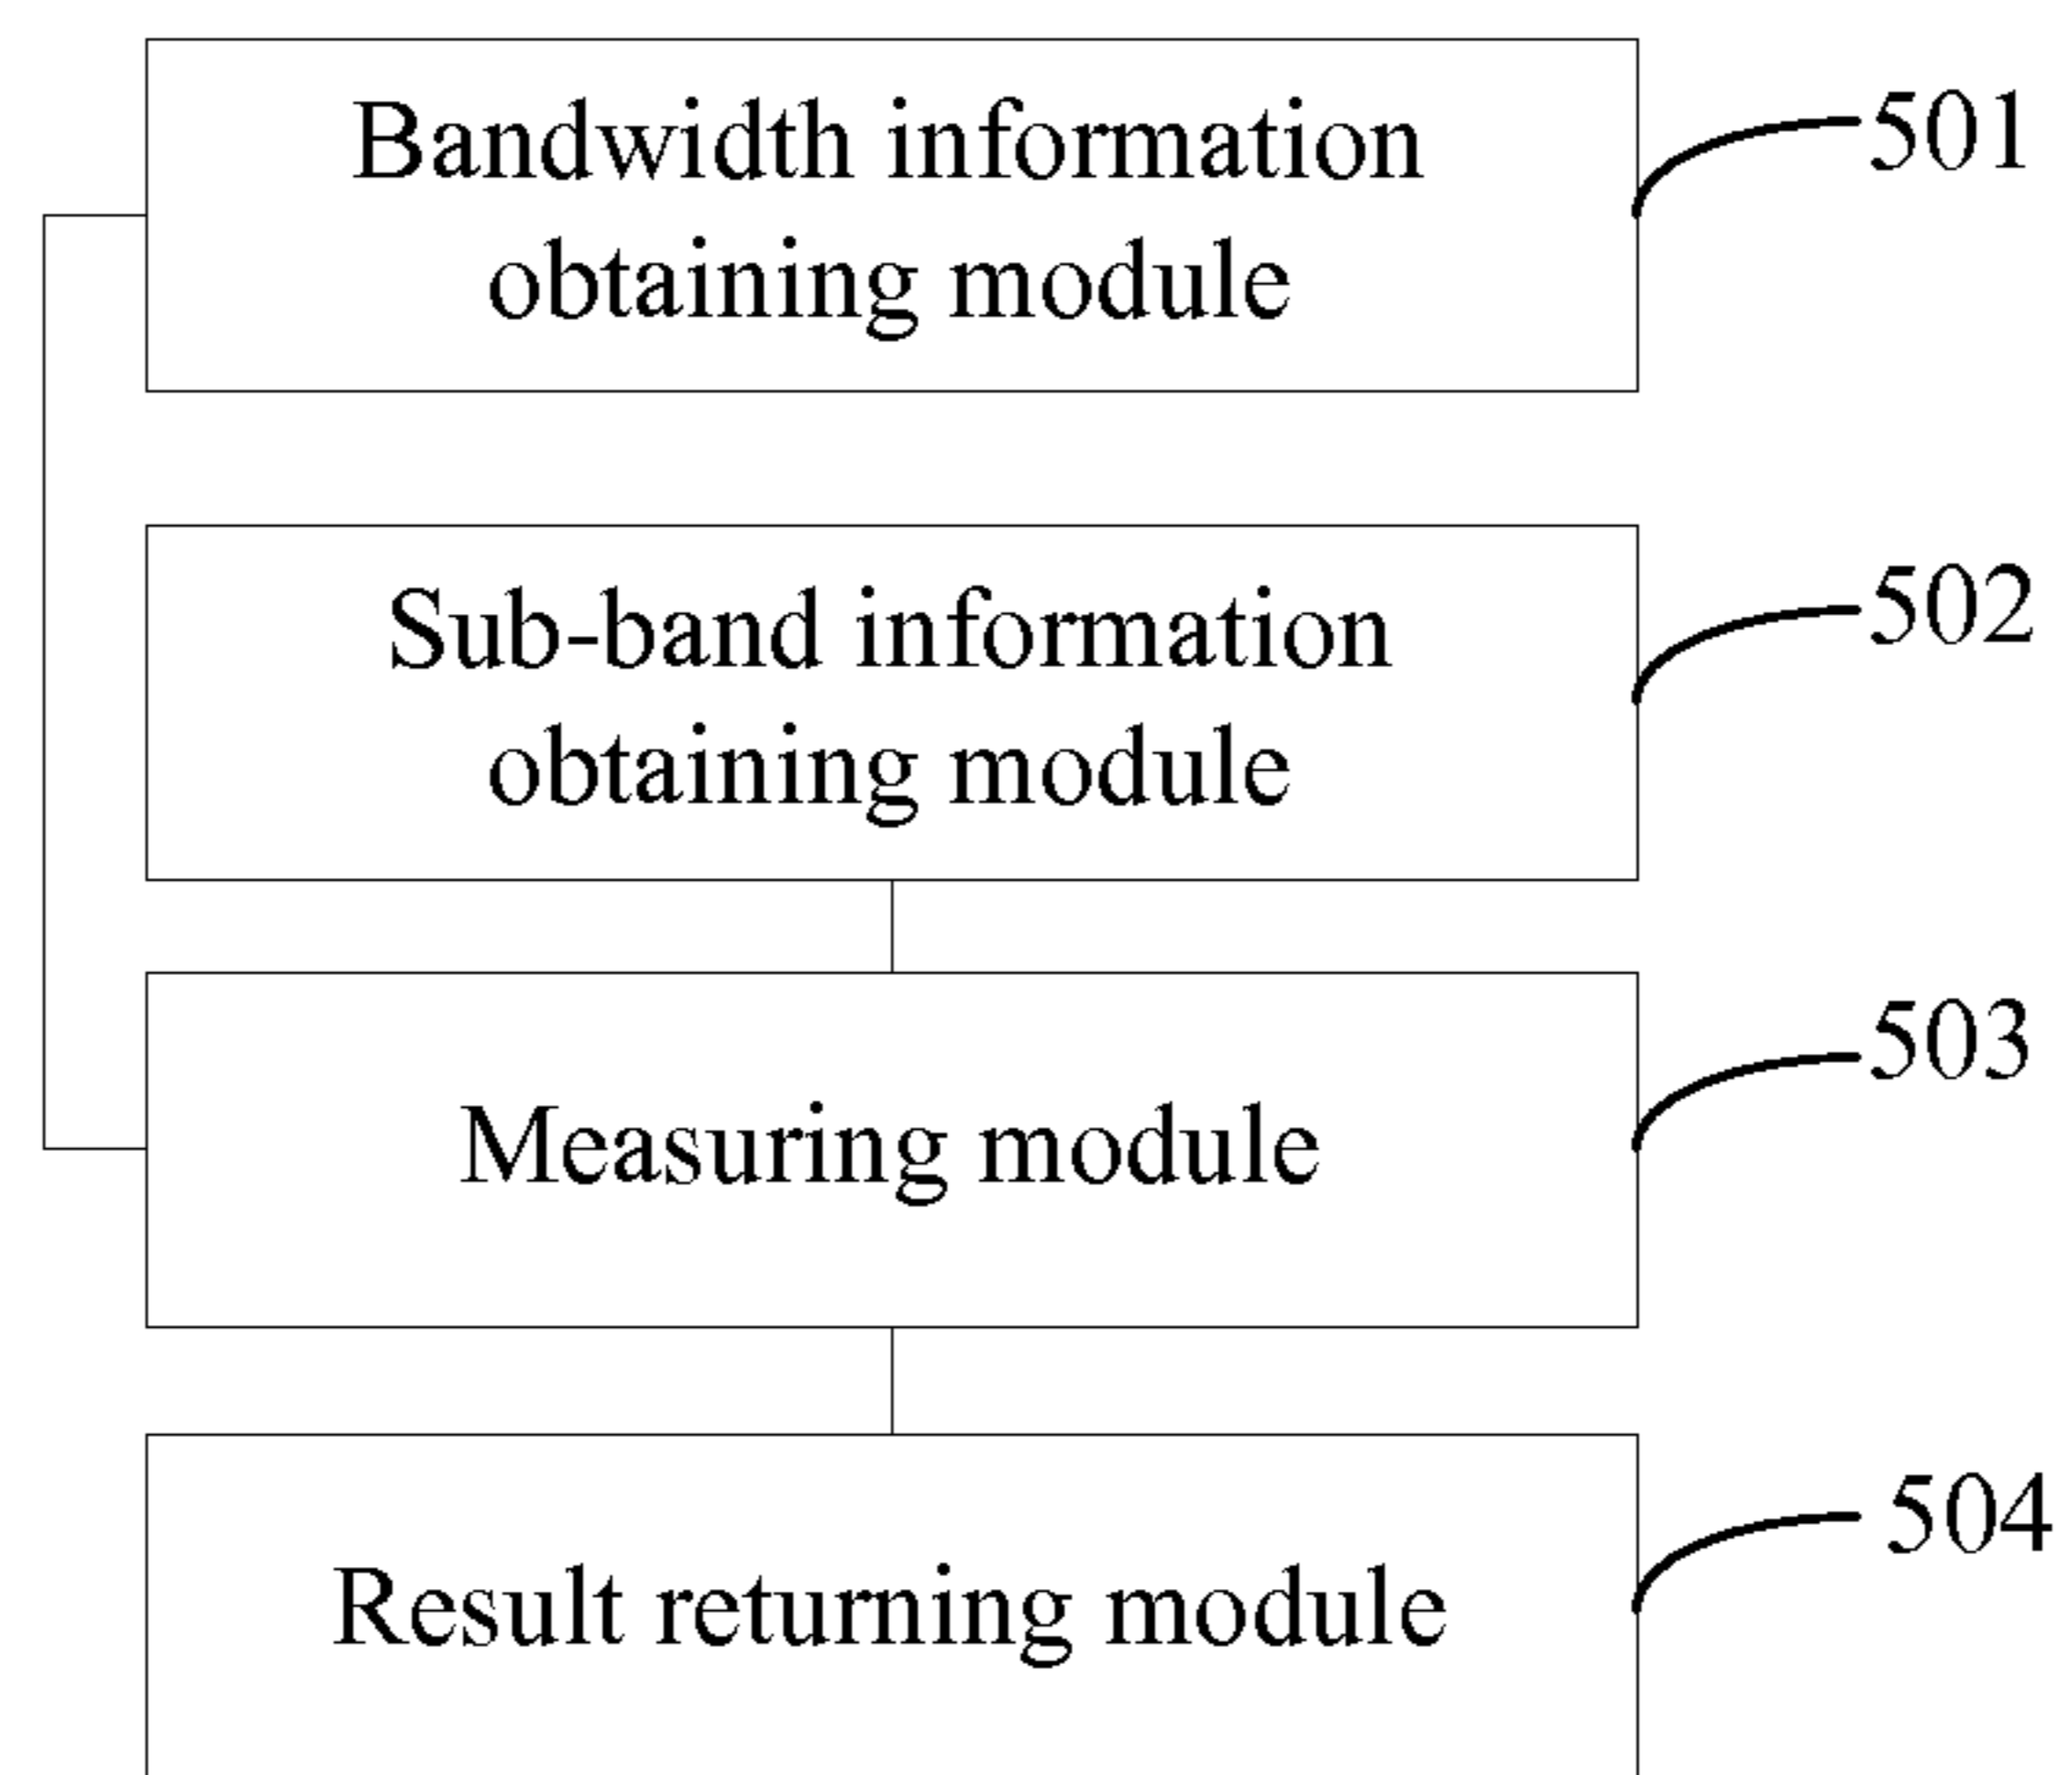 Bandwidth information
obtaining module
501
Sub-band information
obtaining module
502
Measuring module
503
Result returning module
504